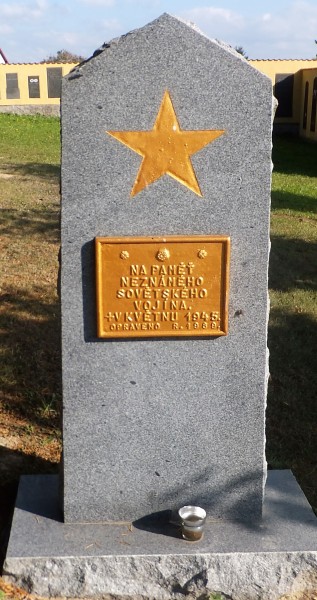 NA PAMĚŤ
NEZNÁMÉHO
SOVĚTSKÉHO
VOJÍNA.
+V KVĚTNU 1945.
OPRAVENO R. 1989.